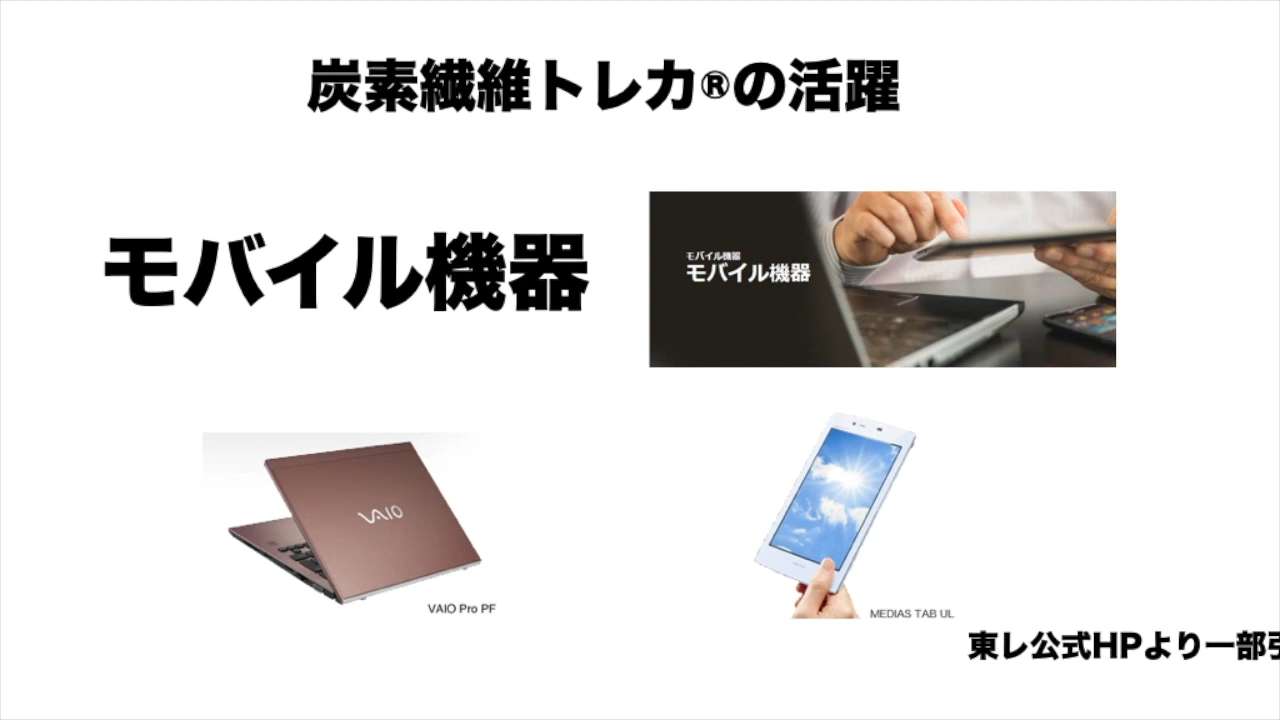 炭素繊維トレカ®の活躍
モバイル機器
モバイル機器
モバイル機器
VAIO
VAIO Pro PF
MEDIAS TAB UL
東レ公式HPより一部